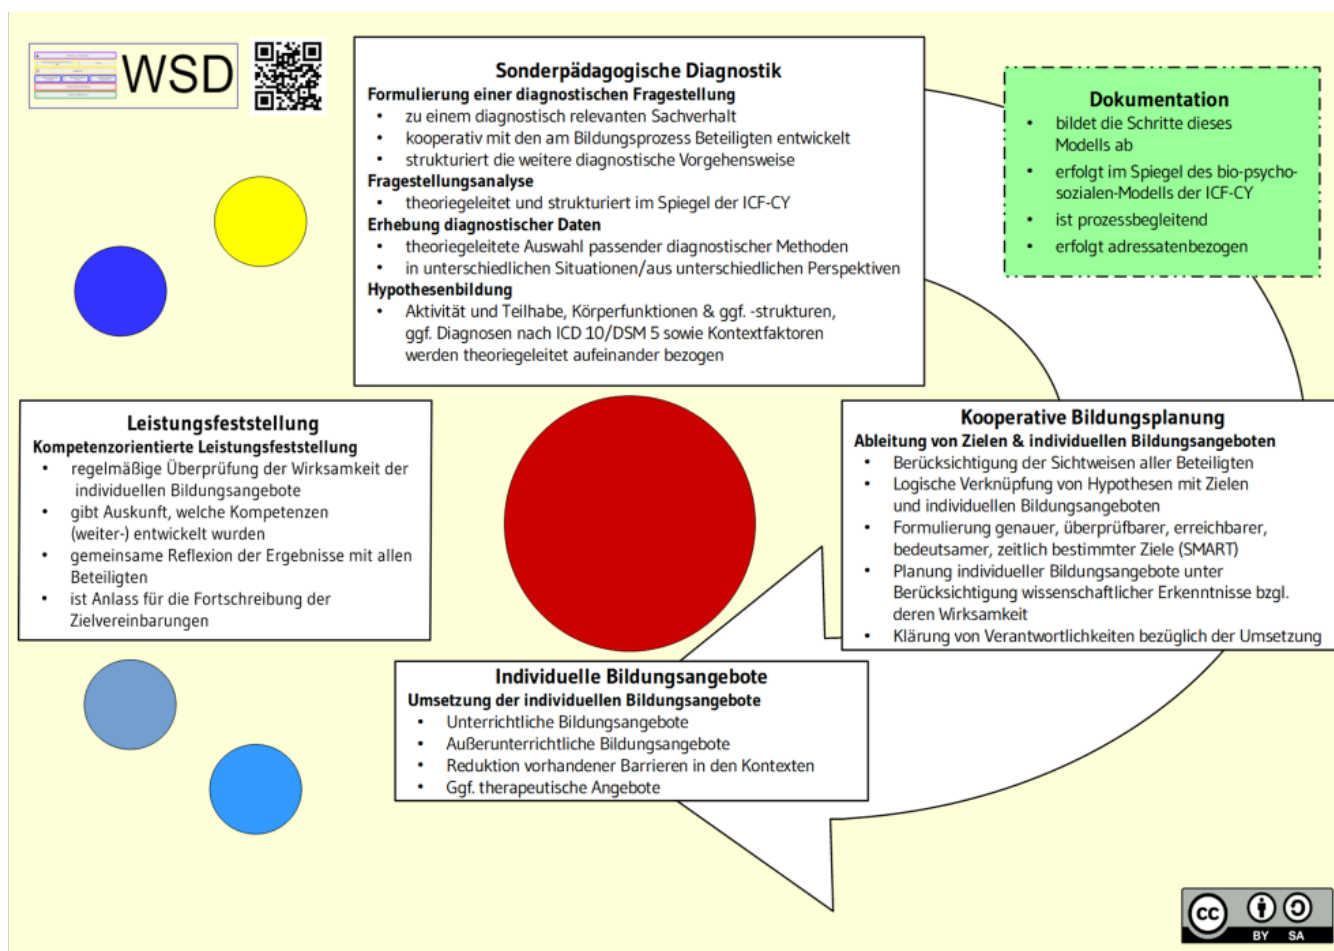 WSD
Sonderpädagogische Diagnostik
Formulierung einer diagnostischen Fragestellung
• zu einem diagnostisch relevanten Sachverhalt
• kooperativ mit den am Bildungsprozess Beteiligten entwickelt
• strukturiert die weitere diagnostische Vorgehensweise
Fragestellungsanalyse
• theoriegeleitet und strukturiert im Spiegel der ICF-CY
Erhebung diagnostischer Daten
• theoriegeleitete Auswahl passender diagnostischer Methoden
• in unterschiedlichen Situationen/aus unterschiedlichen Perspektiven
Hypothesenbildung
• Aktivität und Teilhabe, Körperfunktionen & ggf. -strukturen,
ggf. Diagnosen nach ICD 10/DSM 5 sowie Kontextfaktoren
werden theoriegeleitet aufeinander bezogen
Dokumentation
• bildet die Schritte dieses
Modells ab
• erfolgt im Spiegel des bio-psycho-
sozialen-Modells der ICF-CY
• ist prozessbegleitend
• erfolgt adressatenbezogen
Leistungsfeststellung
Kompetenzorientierte Leistungsfeststellung
• regelmäßige Überprüfung der Wirksamkeit der
individuellen Bildungsangebote
• gibt Auskunft, welche Kompetenzen
(weiter-) entwickelt wurden
• gemeinsame Reflexion der Ergebnisse mit allen
Beteiligten
• ist Anlass für die Fortschreibung der
Zielvereinbarungen
Kooperative Bildungsplanung
Ableitung von Zielen & individuellen Bildungsangeboten
• Berücksichtigung der Sichtweisen aller Beteiligten
• Logische Verknüpfung von Hypothesen mit Zielen
und individuellen Bildungsangeboten
• Formulierung genauer, überprüfbarer, erreichbarer,
bedeutsamer, zeitlich bestimmter Ziele (SMART)
• Planung individueller Bildungsangebote unter
Berücksichtigung wissenschaftlicher Erkenntnisse bzgl.
deren Wirksamkeit
• Klärung von Verantwortlichkeiten bezüglich der Umsetzung
Individuelle Bildungsangebote
Umsetzung der individuellen Bildungsangebote
• Unterrichtliche Bildungsangebote
• Außerunterrichtliche Bildungsangebote
• Reduktion vorhandener Barrieren in den Kontexten
• Ggf. therapeutische Angebote
cc
BY SA